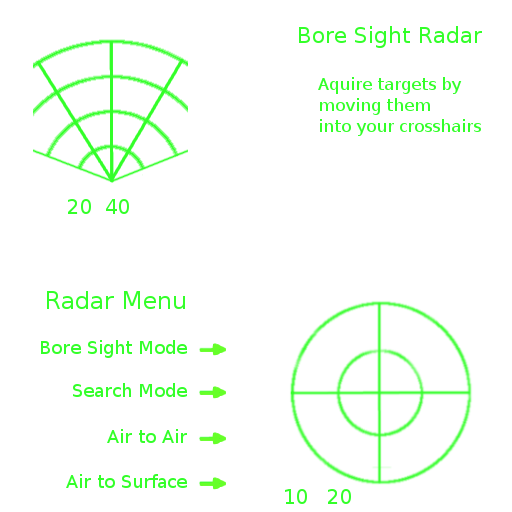 Bore Sight Radar
Aquire targets by
moving them
into your crosshairs
20 40
Radar Menu
Bore Sight Mode
Search Mode
Air to Air
Air to Surface
10 20